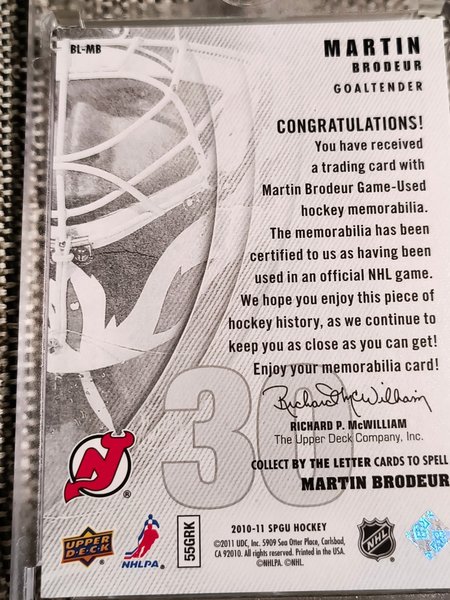 BL-MB
MARTIN
BRODEUR
GOALTENDER
CONGRATULATIONS!
You have received
a trading card with
Martin Brodeur Game-Used
hockey memorabilia.
The memorabilia has been
certified to us as having been
used in an official NHL game.
We hope you enjoy this piece of
hockey history, as we continue to
keep you as close as you can get!
Enjoy your memorabilia card!
30
Richard McWilliam
RICHARD P. McWILLIAM
The Upper Deck Company, Inc.
COLLECT BY THE LETTER CARDS TO SPELL
MARTIN BRODEUR
®
UPPER DECK
NHLPA.
55GRK
2010-11 SPGU HOCKEY
©2011 UDC, Inc. 5909 Sea Otter Place, Carlsbad,
CA 92010. All rights reserved. Printed in the USA.
©NHLPA. ©NHL.
NHL